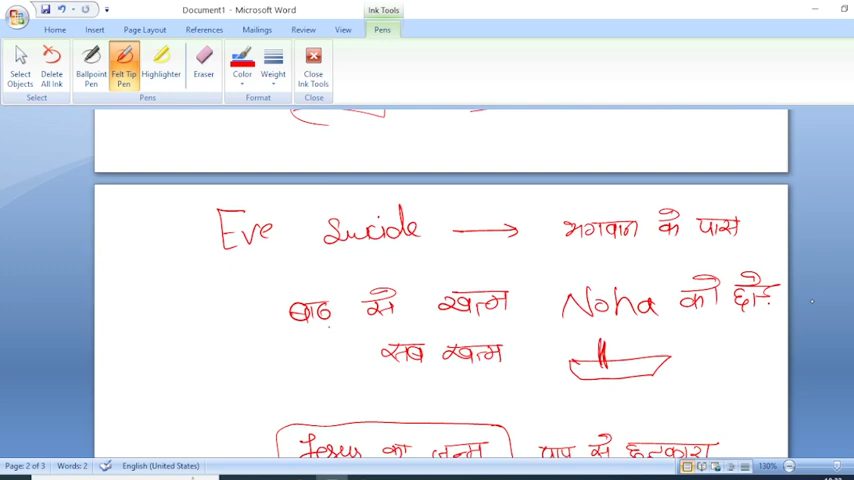 Document1 - Microsoft Word
Ink Tools
Home Insert Page Layout References Mailings Review View Pens
Select Objects
Delete All Ink
Ballpoint Pen
Felt Tip Pen
Highlighter
Eraser
Color
Weight
Close Ink Tools
Select Pens Format Close
Eve Sucide → भगवान के पास
बाढ से खत्म Noha को
सब खत्म
Jesus का जन्म पाप से छुटकारा
Page: 2 of 3 Words: 2 English (United States) 130%